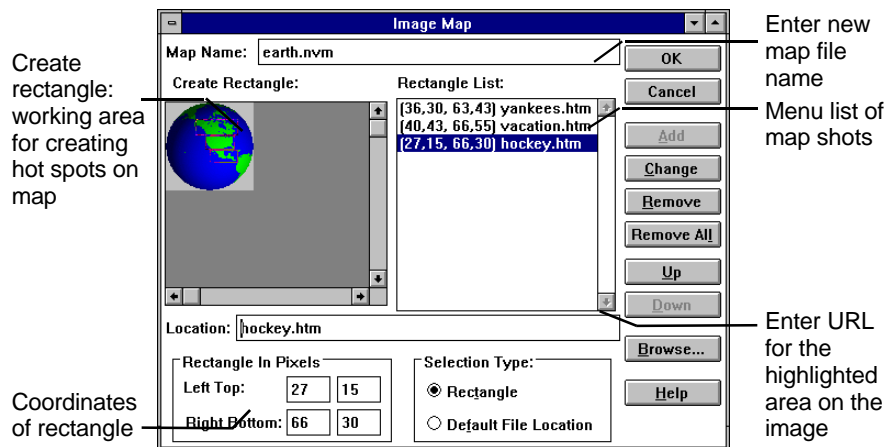 Image Map
Map Name: earth.nvm
Create Rectangle:
Rectangle List:
(36,30, 63,43) yankees.htm
(40,43, 66,55) vacation.htm
(27,15, 66,30) hockey.htm
Location: hockey.htm
Rectangle In Pixels
Left Top: 27 15
Right Bottom: 66 30
Selection Type:
Rectangle
Default File Location
OK
Cancel
Add
Change
Remove
Remove All
Up
Down
Browse...
Help
Create
rectangle:
working area
for creating
hot spots on
map
Coordinates
of rectangle
Enter new
map file
name
Menu list of
map shots
Enter URL
for the
highlighted
area on the
image